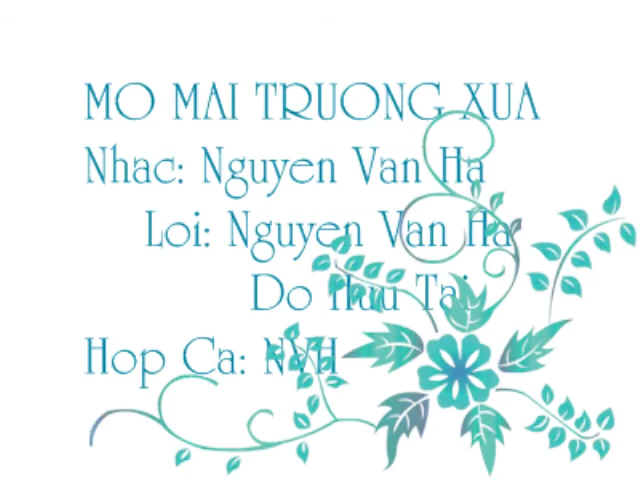 MO MAI TRUONG XUA
Nhac: Nguyen Van Ha
Loi: Nguyen Van Ha
Do Huu Tai
Hop Ca: NVH